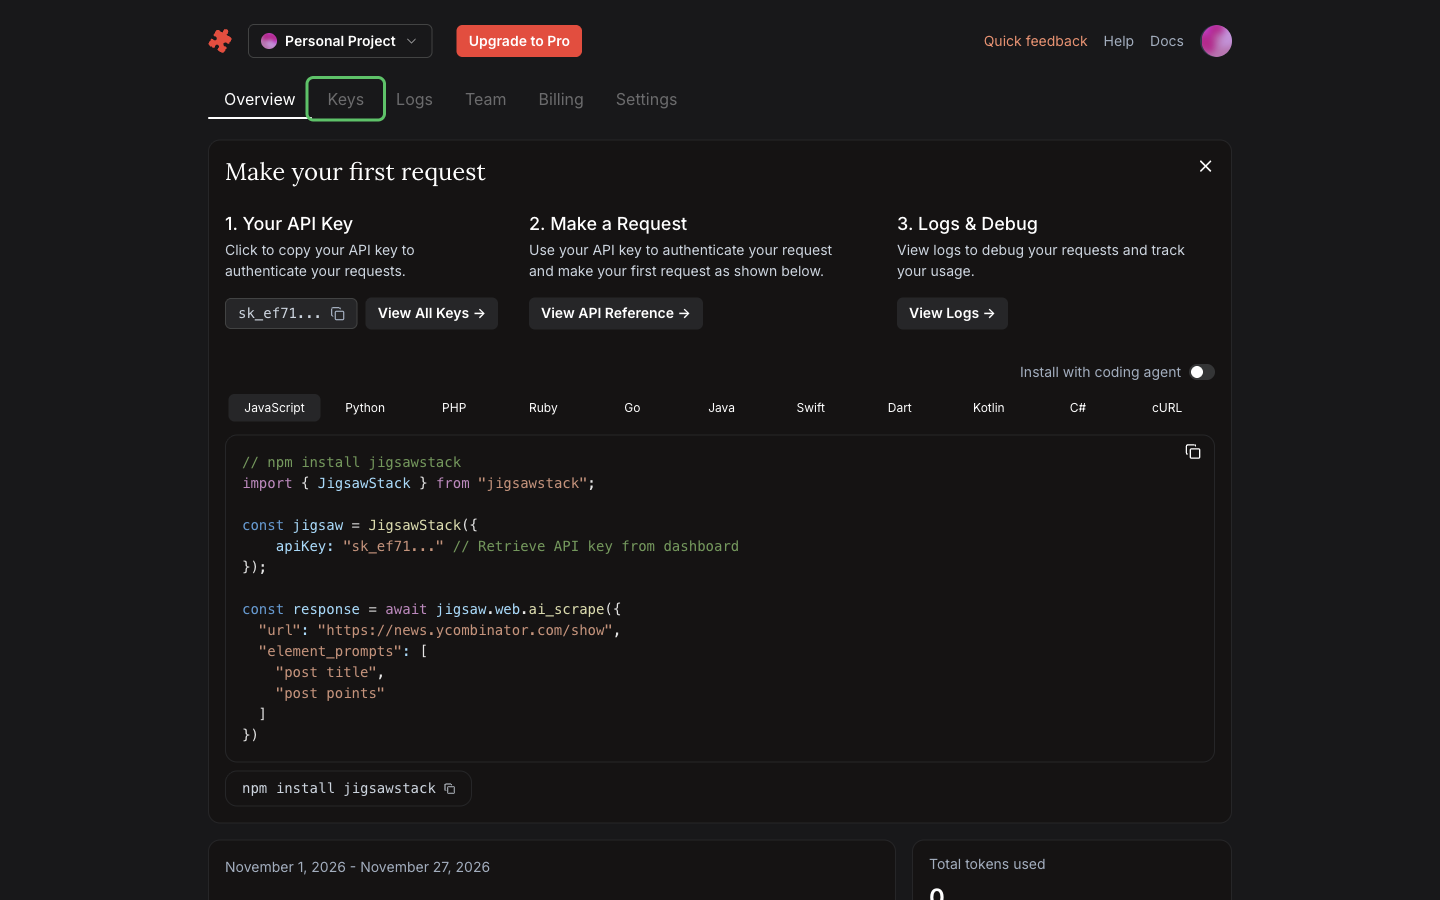 Personal Project
Upgrade to Pro
Quick feedback
Help
Docs
Overview
Keys
Logs
Team
Billing
Settings
Make your first request
1. Your API Key
Click to copy your API key to
authenticate your requests.
sk_ef71...
View All Keys →
2. Make a Request
Use your API key to authenticate your request
and make your first request as shown below.
View API Reference →
3. Logs & Debug
View logs to debug your requests and track
your usage.
View Logs →
Install with coding agent
JavaScript
Python
PHP
Ruby
Go
Java
Swift
Dart
Kotlin
C#
cURL
// npm install jigsawstack
import { JigsawStack } from "jigsawstack";
const jigsaw = JigsawStack({
    apiKey: "sk_ef71..." // Retrieve API key from dashboard
});
const response = await jigsaw.web.ai_scrape({
  "url": "https://news.ycombinator.com/show",
  "element_prompts": [
    "post title",
    "post points"
  ]
})
npm install jigsawstack
November 1, 2026 - November 27, 2026
Total tokens used
0